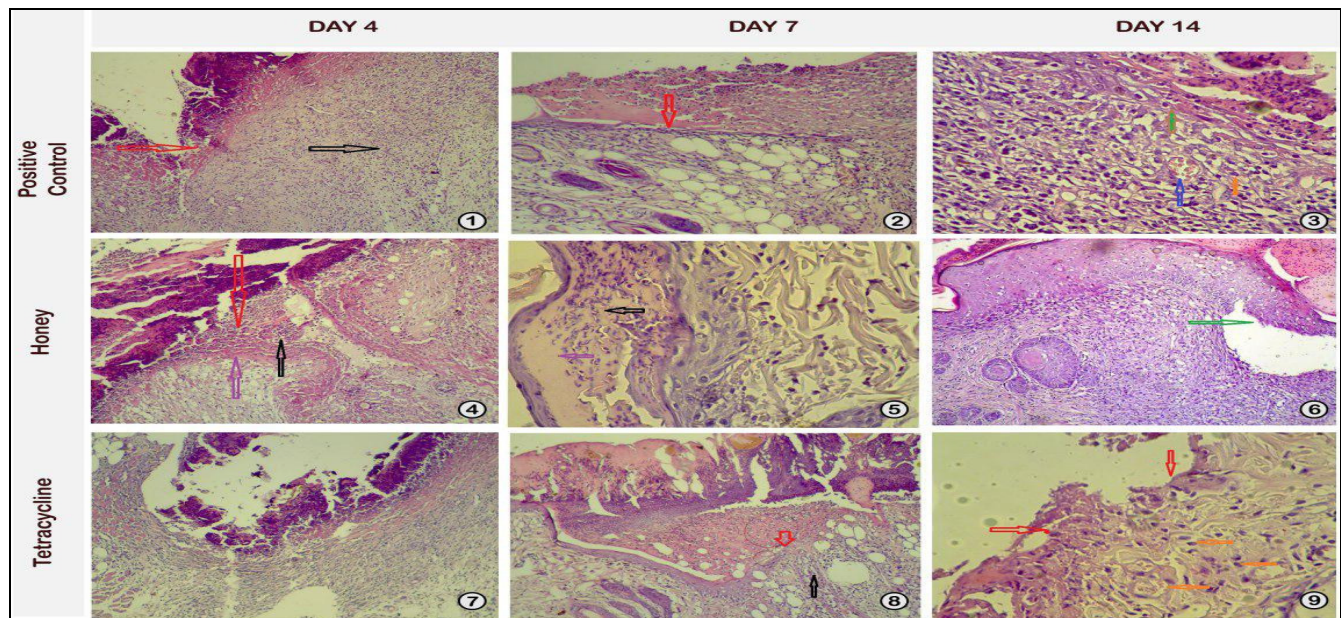 DAY 4 DAY 7 DAY 14
Positive
Control
1 2 3
Honey
4 5 6
Tetracycline
7 8 9